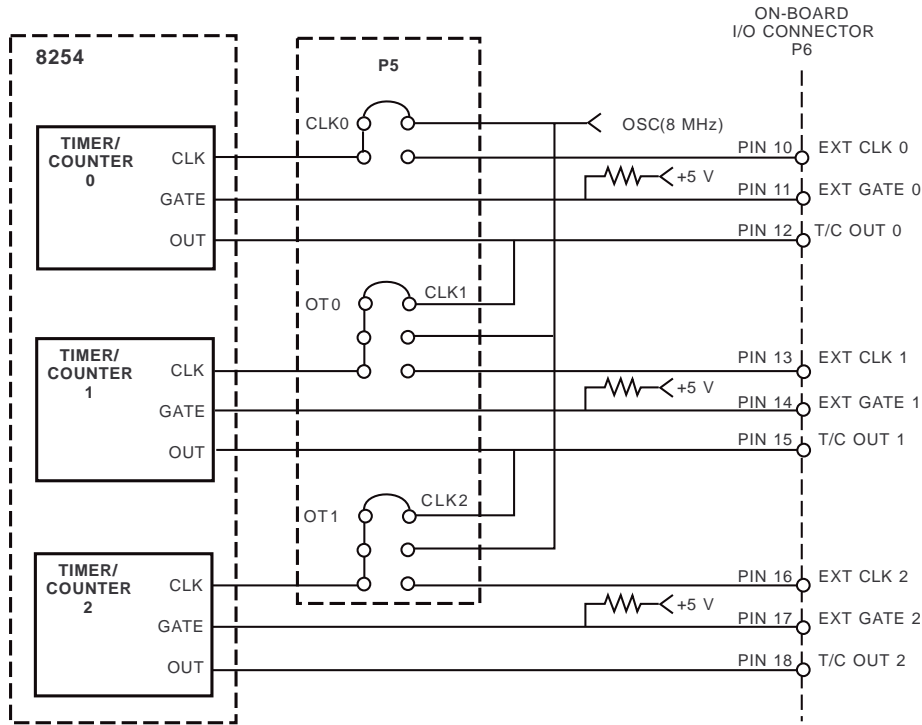 ON-BOARD
I/O CONNECTOR
P6
8254
P5
CLK0
OSC(8 MHz)
TIMER/
COUNTER
0
CLK
PIN 10
EXT CLK 0
+5 V
GATE
PIN 11
EXT GATE 0
OUT
PIN 12
T/C OUT 0
OT0
CLK1
TIMER/
COUNTER
1
CLK
PIN 13
EXT CLK 1
+5 V
GATE
PIN 14
EXT GATE 1
OUT
PIN 15
T/C OUT 1
OT1
CLK2
TIMER/
COUNTER
2
CLK
PIN 16
EXT CLK 2
+5 V
GATE
PIN 17
EXT GATE 2
OUT
PIN 18
T/C OUT 2